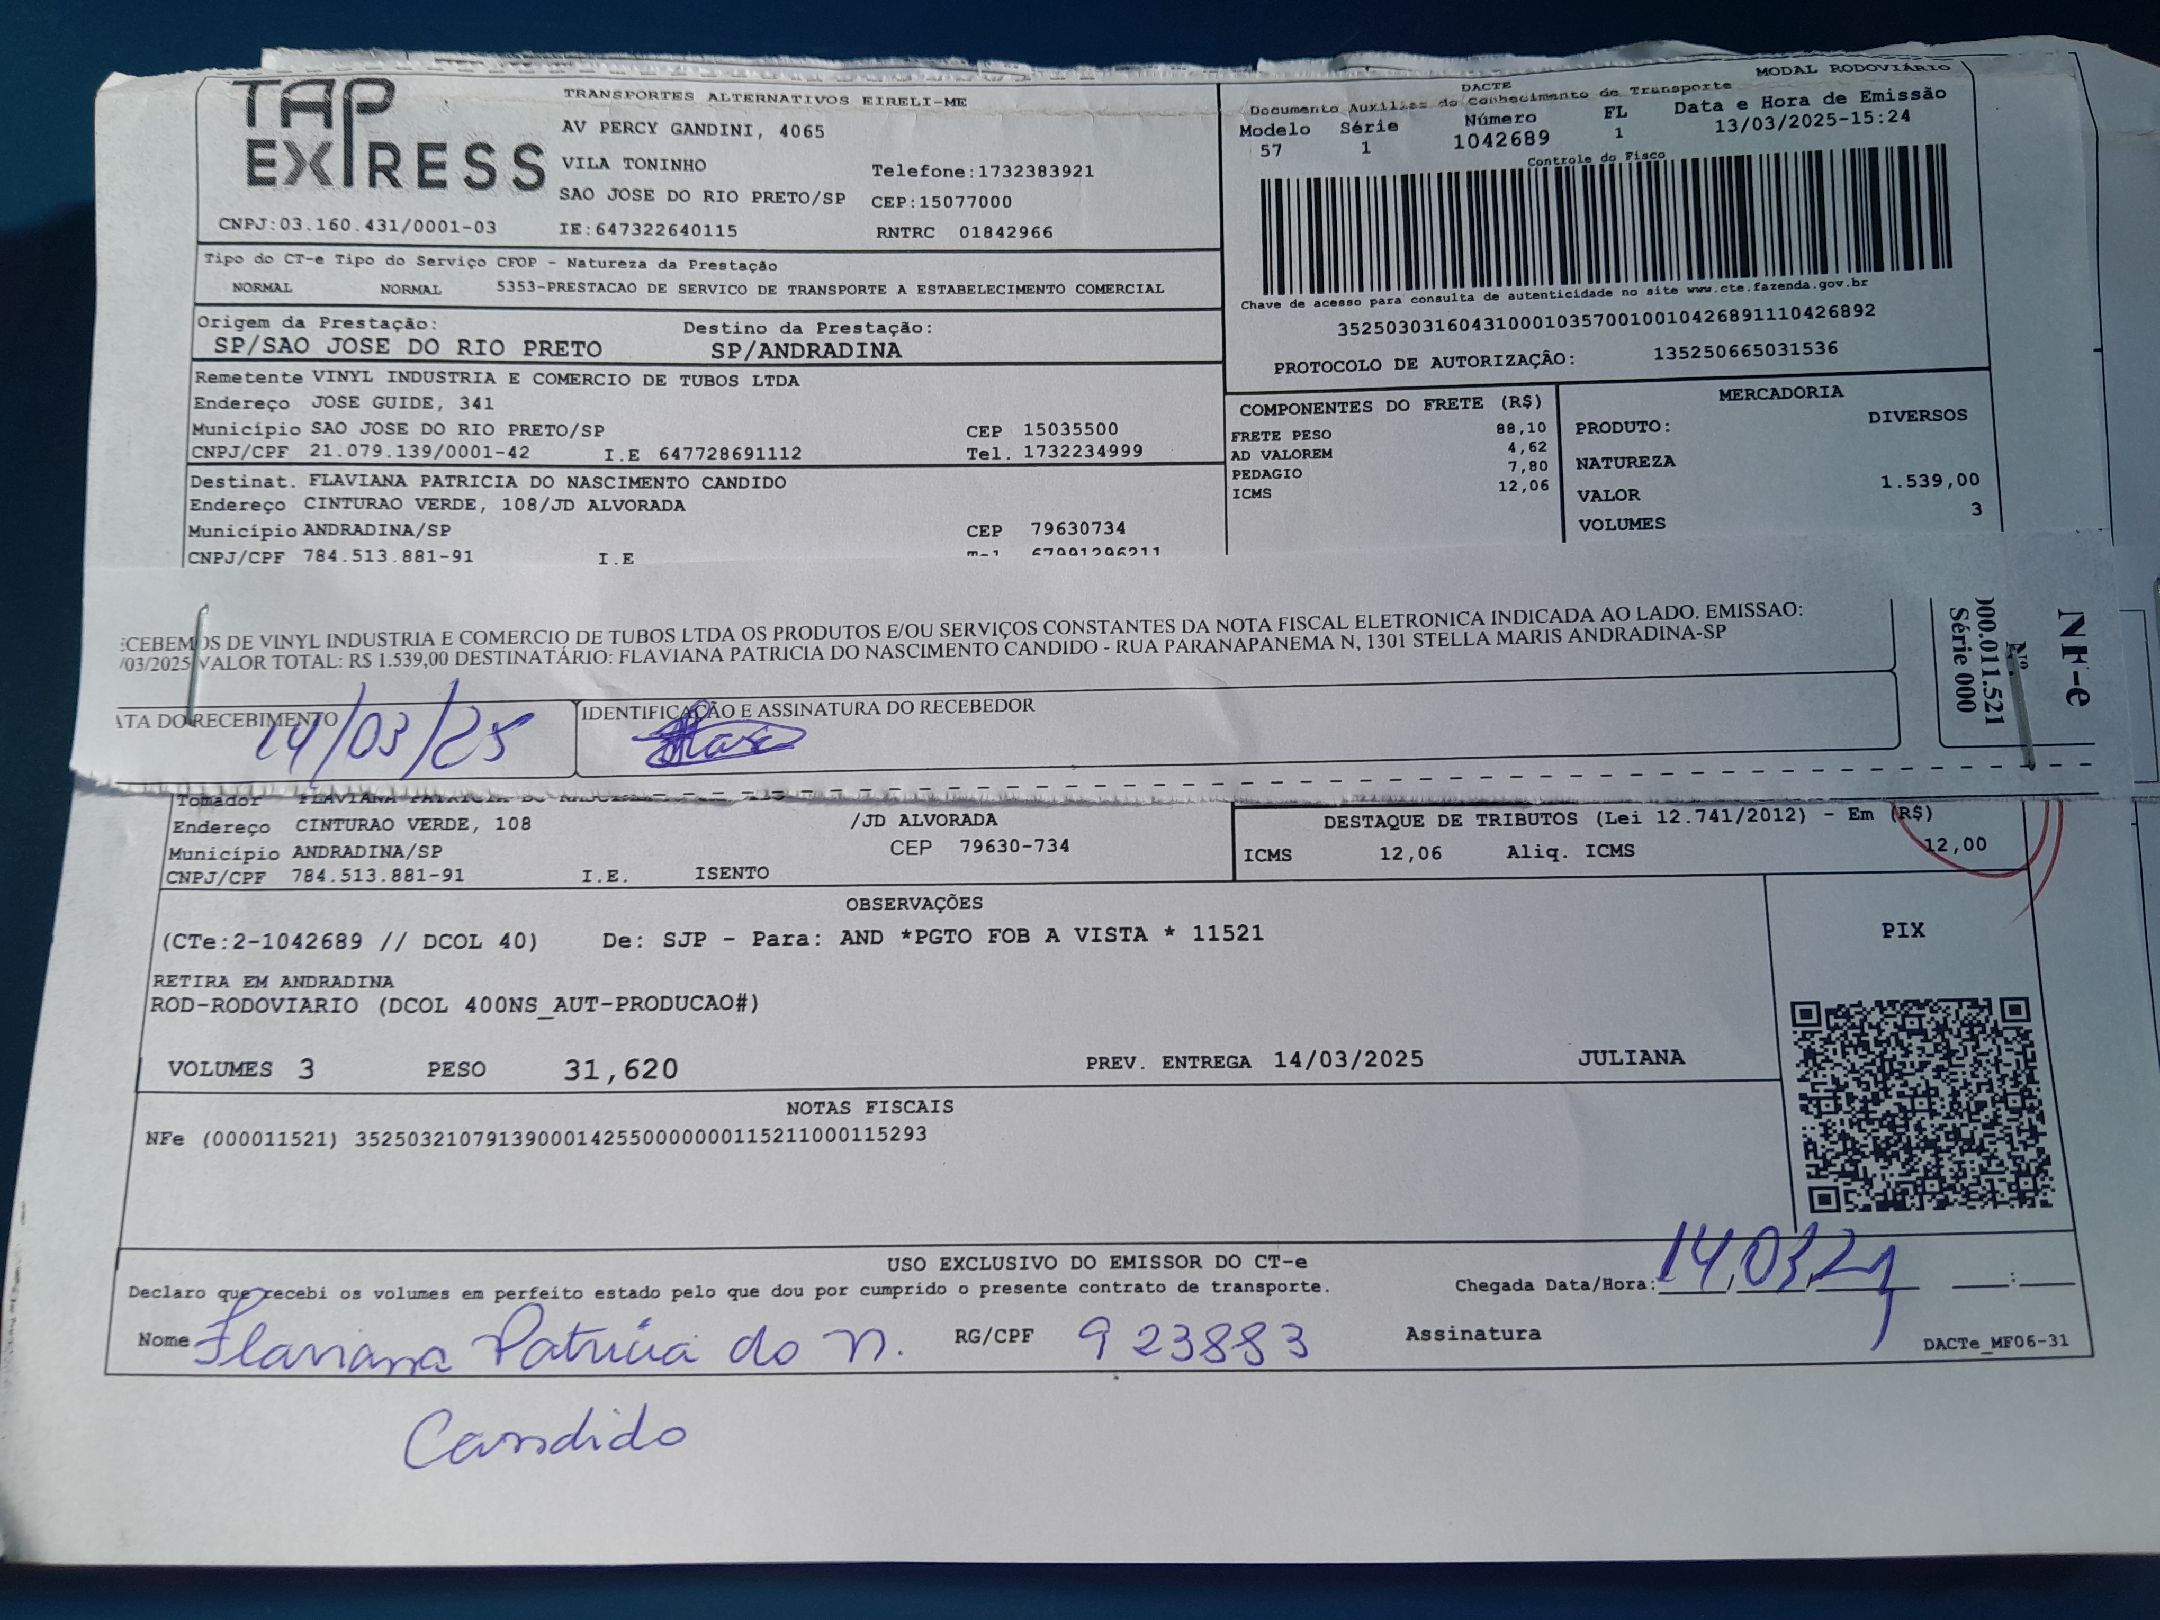 TAP EXPRESS
TRANSPORTES ALTERNATIVOS EIRELI-ME
AV PERCY GANDINI, 4065
VILA TONINHO
Telefone:1732383921
SAO JOSE DO RIO PRETO/SP CEP:15077000
CNPJ:03.160.431/0001-03 IE:647322640115 RNTRC 01842966
DACTE MODAL RODOVIÁRIO
Documento Auxiliar do Conhecimento de Transporte
Modelo Série Número FL Data e Hora de Emissão
57 1 1042689 1 13/03/2025-15:24
Controle do Fisco
Chave de acesso para consulta de autenticidade no site www.cte.fazenda.gov.br
35250303160431000103570010010426891110426892
PROTOCOLO DE AUTORIZAÇÃO: 135250665031536
Tipo do CT-e Tipo do Serviço CFOP - Natureza da Prestação
NORMAL NORMAL 5353-PRESTACAO DE SERVICO DE TRANSPORTE A ESTABELECIMENTO COMERCIAL
Origem da Prestação: Destino da Prestação:
SP/SAO JOSE DO RIO PRETO SP/ANDRADINA
Remetente VINYL INDUSTRIA E COMERCIO DE TUBOS LTDA
Endereço JOSE GUIDE, 341
Município SAO JOSE DO RIO PRETO/SP CEP 15035500
CNPJ/CPF 21.079.139/0001-42 I.E 647728691112 Tel. 1732234999
Destinat. FLAVIANA PATRICIA DO NASCIMENTO CANDIDO
Endereço CINTURAO VERDE, 108/JD ALVORADA
Município ANDRADINA/SP CEP 79630734
CNPJ/CPF 784.513.881-91 I.E Tel 67991296211
COMPONENTES DO FRETE (R$)
FRETE PESO 88,10
AD VALOREM 4,62
PEDAGIO 7,80
ICMS 12,06
MERCADORIA
PRODUTO: DIVERSOS
NATUREZA
VALOR 1.539,00
VOLUMES 3
ECEBEMOS DE VINYL INDUSTRIA E COMERCIO DE TUBOS LTDA OS PRODUTOS E/OU SERVIÇOS CONSTANTES DA NOTA FISCAL ELETRONICA INDICADA AO LADO. EMISSAO:
/03/2025 VALOR TOTAL: R$ 1.539,00 DESTINATÁRIO: FLAVIANA PATRICIA DO NASCIMENTO CANDIDO - RUA PARANAPANEMA N, 1301 STELLA MARIS ANDRADINA-SP
ATA DO RECEBIMENTO IDENTIFICAÇÃO E ASSINATURA DO RECEBEDOR
14/03/25
NF-e
Nº.
000.011.521
Série 000
Tomador FLAVIANA PATRICIA DO
Endereço CINTURAO VERDE, 108 /JD ALVORADA
Município ANDRADINA/SP CEP 79630-734
CNPJ/CPF 784.513.881-91 I.E. ISENTO
DESTAQUE DE TRIBUTOS (Lei 12.741/2012) - Em (R$)
ICMS 12,06 Aliq. ICMS 12,00
OBSERVAÇÕES
(CTe:2-1042689 // DCOL 40) De: SJP - Para: AND *PGTO FOB A VISTA * 11521
RETIRA EM ANDRADINA
ROD-RODOVIARIO (DCOL 400NS_AUT-PRODUCAO#)
PIX
VOLUMES 3 PESO 31,620 PREV. ENTREGA 14/03/2025 JULIANA
NOTAS FISCAIS
NFe (000011521) 35250321079139000142550000000115211000115293
USO EXCLUSIVO DO EMISSOR DO CT-e
Declaro que recebi os volumes em perfeito estado pelo que dou por cumprido o presente contrato de transporte. Chegada Data/Hora: 14,03, __:__
Nome Flaviana Patricia do N. RG/CPF 923883 Assinatura DACTe_MF06-31
Candido